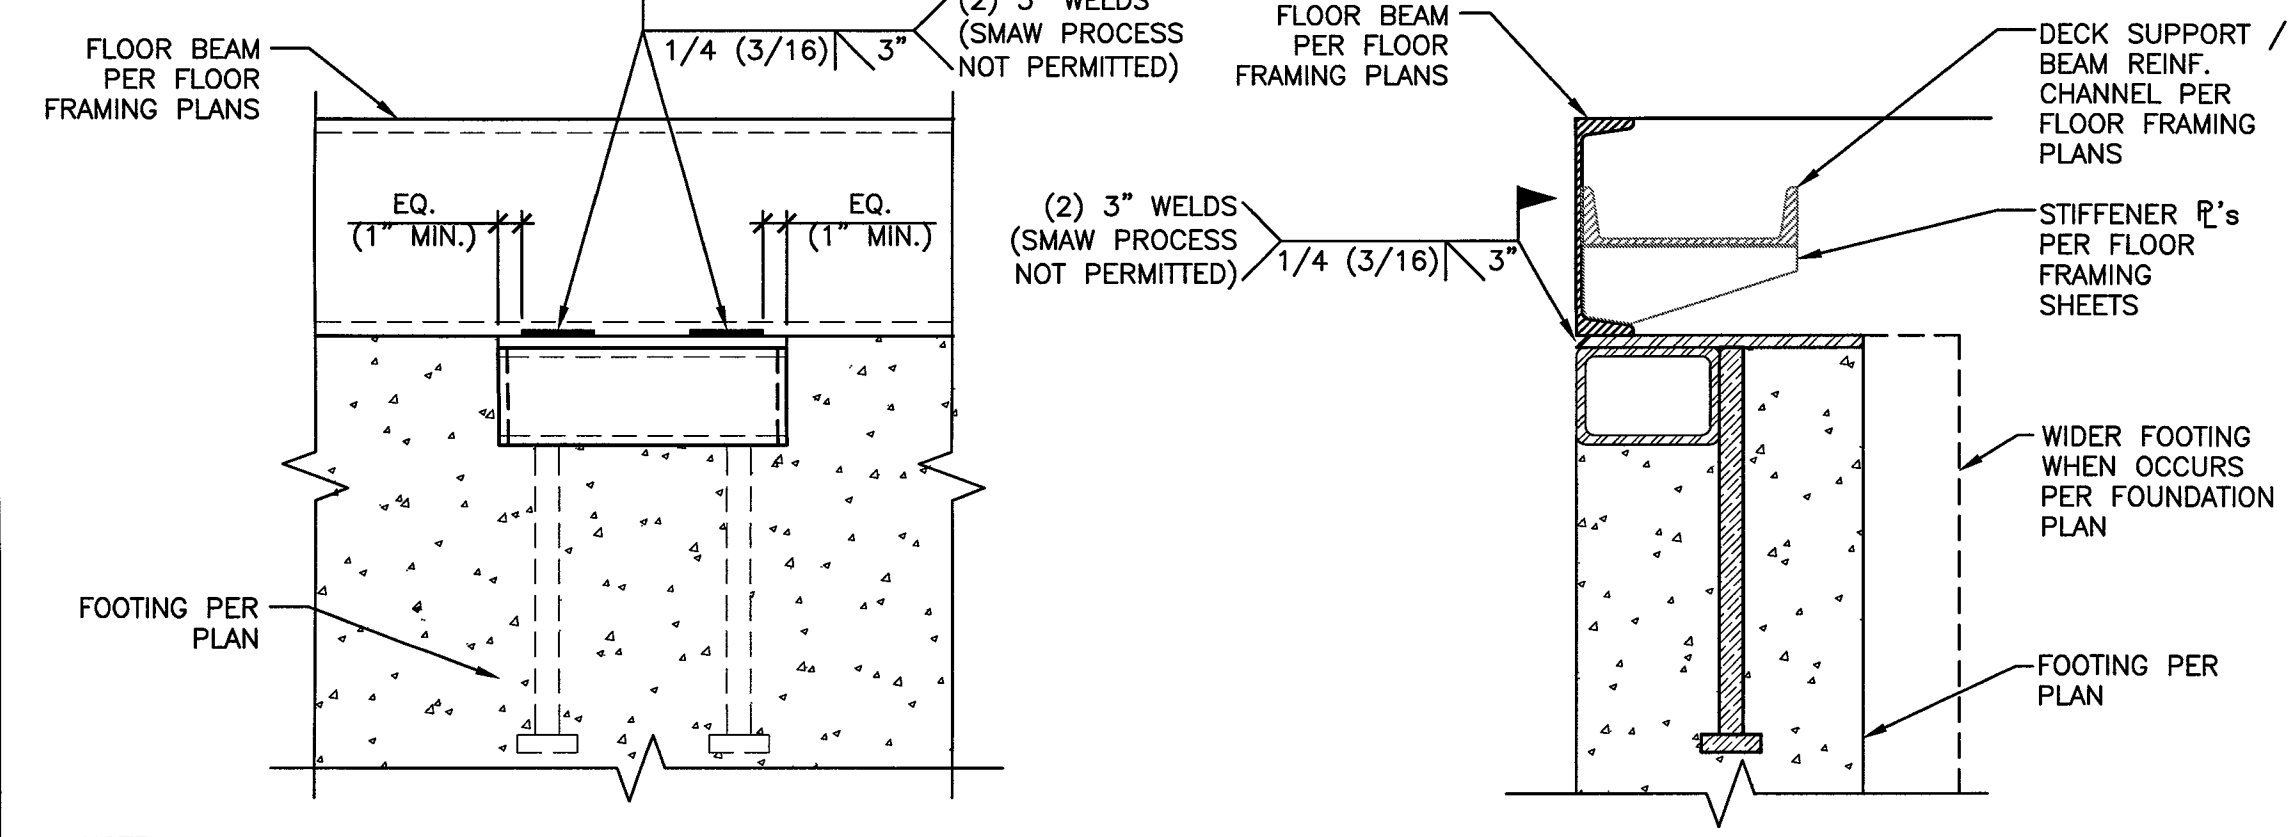 FLOOR BEAM
PER FLOOR
FRAMING PLANS
(2) 3" WELDS
(SMAW PROCESS
NOT PERMITTED)
1/4 (3/16)
3"
EQ.
(1" MIN.)
EQ.
(1" MIN.)
FOOTING PER
PLAN
FLOOR BEAM
PER FLOOR
FRAMING PLANS
(2) 3" WELDS
(SMAW PROCESS
NOT PERMITTED)
1/4 (3/16)
3"
DECK SUPPORT /
BEAM REINF.
CHANNEL PER
FLOOR FRAMING
PLANS
STIFFENER ⅊'s
PER FLOOR
FRAMING
SHEETS
WIDER FOOTING
WHEN OCCURS
PER FOUNDATION
PLAN
FOOTING PER
PLAN